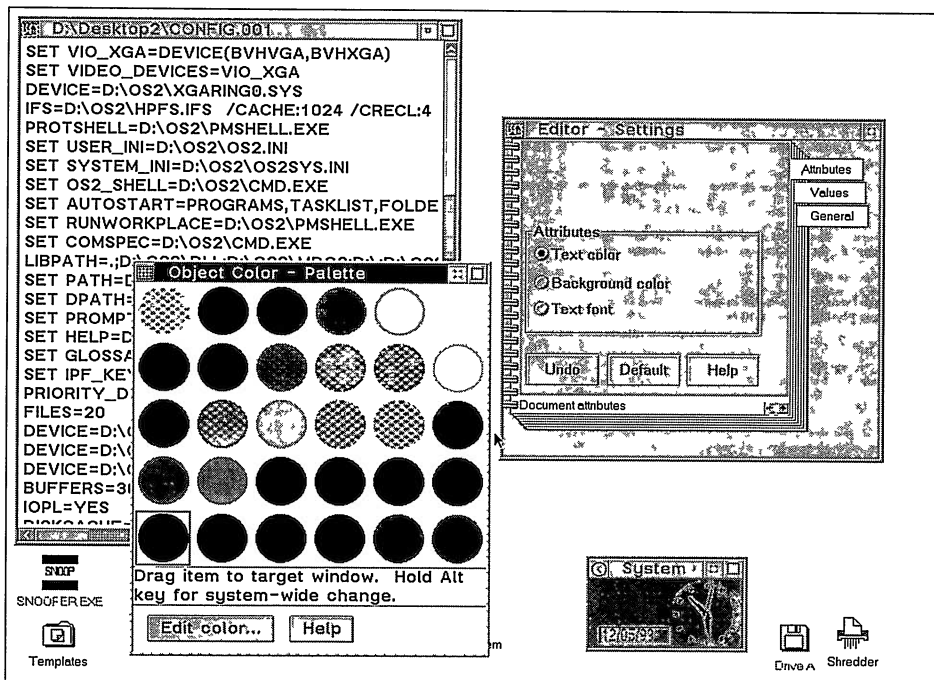 D:\Desktop2\CONFIG.001
SET VIO_XGA=DEVICE(BVHVGA,BVHXGA)
SET VIDEO_DEVICES=VIO_XGA
DEVICE=D:\OS2\XGARING0.SYS
IFS=D:\OS2\HPFS.IFS /CACHE:1024 /CRECL:4
PROTSHELL=D:\OS2\PMSHELL.EXE
SET USER_INI=D:\OS2\OS2.INI
SET SYSTEM_INI=D:\OS2\OS2SYS.INI
SET OS2_SHELL=D:\OS2\CMD.EXE
SET AUTOSTART=PROGRAMS,TASKLIST,FOLDE
SET RUNWORKPLACE=D:\OS2\PMSHELL.EXE
SET COMSPEC=D:\OS2\CMD.EXE
LIBPATH=.;D
SET PATH=D
SET DPATH=
SET PROMPT
SET HELP=D
SET GLOSSA
SET IPF_KEY
PRIORITY_D
FILES=20
DEVICE=D:\
DEVICE=D:\
DEVICE=D:\
BUFFERS=3
IOPL=YES
DISKCACHE=
Object Color - Palette
Drag item to target window. Hold Alt
key for system-wide change.
Edit color... Help
Editor - Settings
Attributes
Values
General
Attributes
Text color
Background color
Text font
Undo Default Help
Document attributes
SNOOP
SNOOFER.EXE
Templates
em
System
Drive A
Shredder